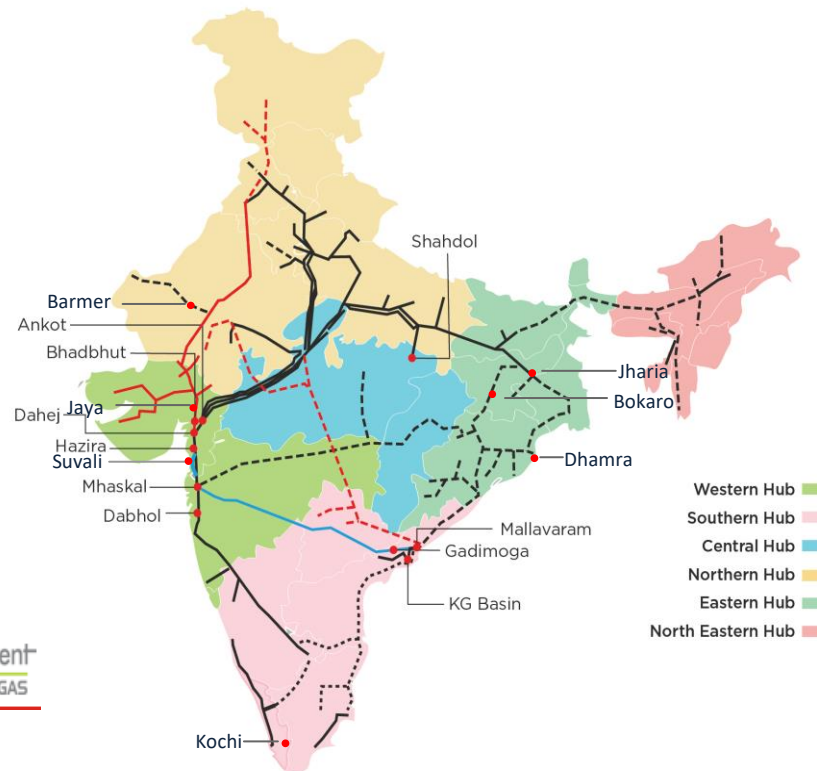 Shahdol
Barmer
Ankot
Bhadbhut
Jharia
Jaya
Bokaro
Dahej
Hazira
Suvali
Dhamra
Mhaskal
Western Hub
Dabhol
Southern Hub
Mallavaram
Central Hub
Gadimoga
Northern Hub
KG Basin
Eastern Hub
North Eastern Hub
GAS
Kochi